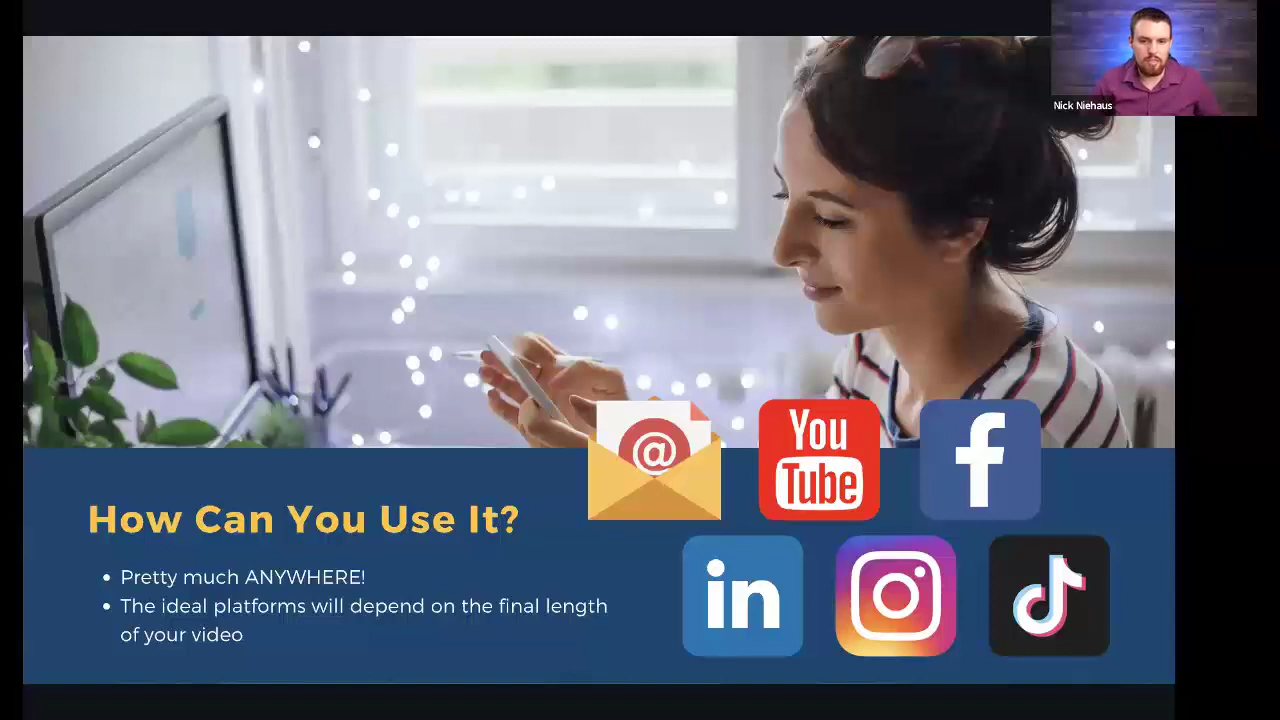 Nick Niehaus
@
You
Tube
f
How Can You Use It?
• Pretty much ANYWHERE!
• The ideal platforms will depend on the final length
of your video
in